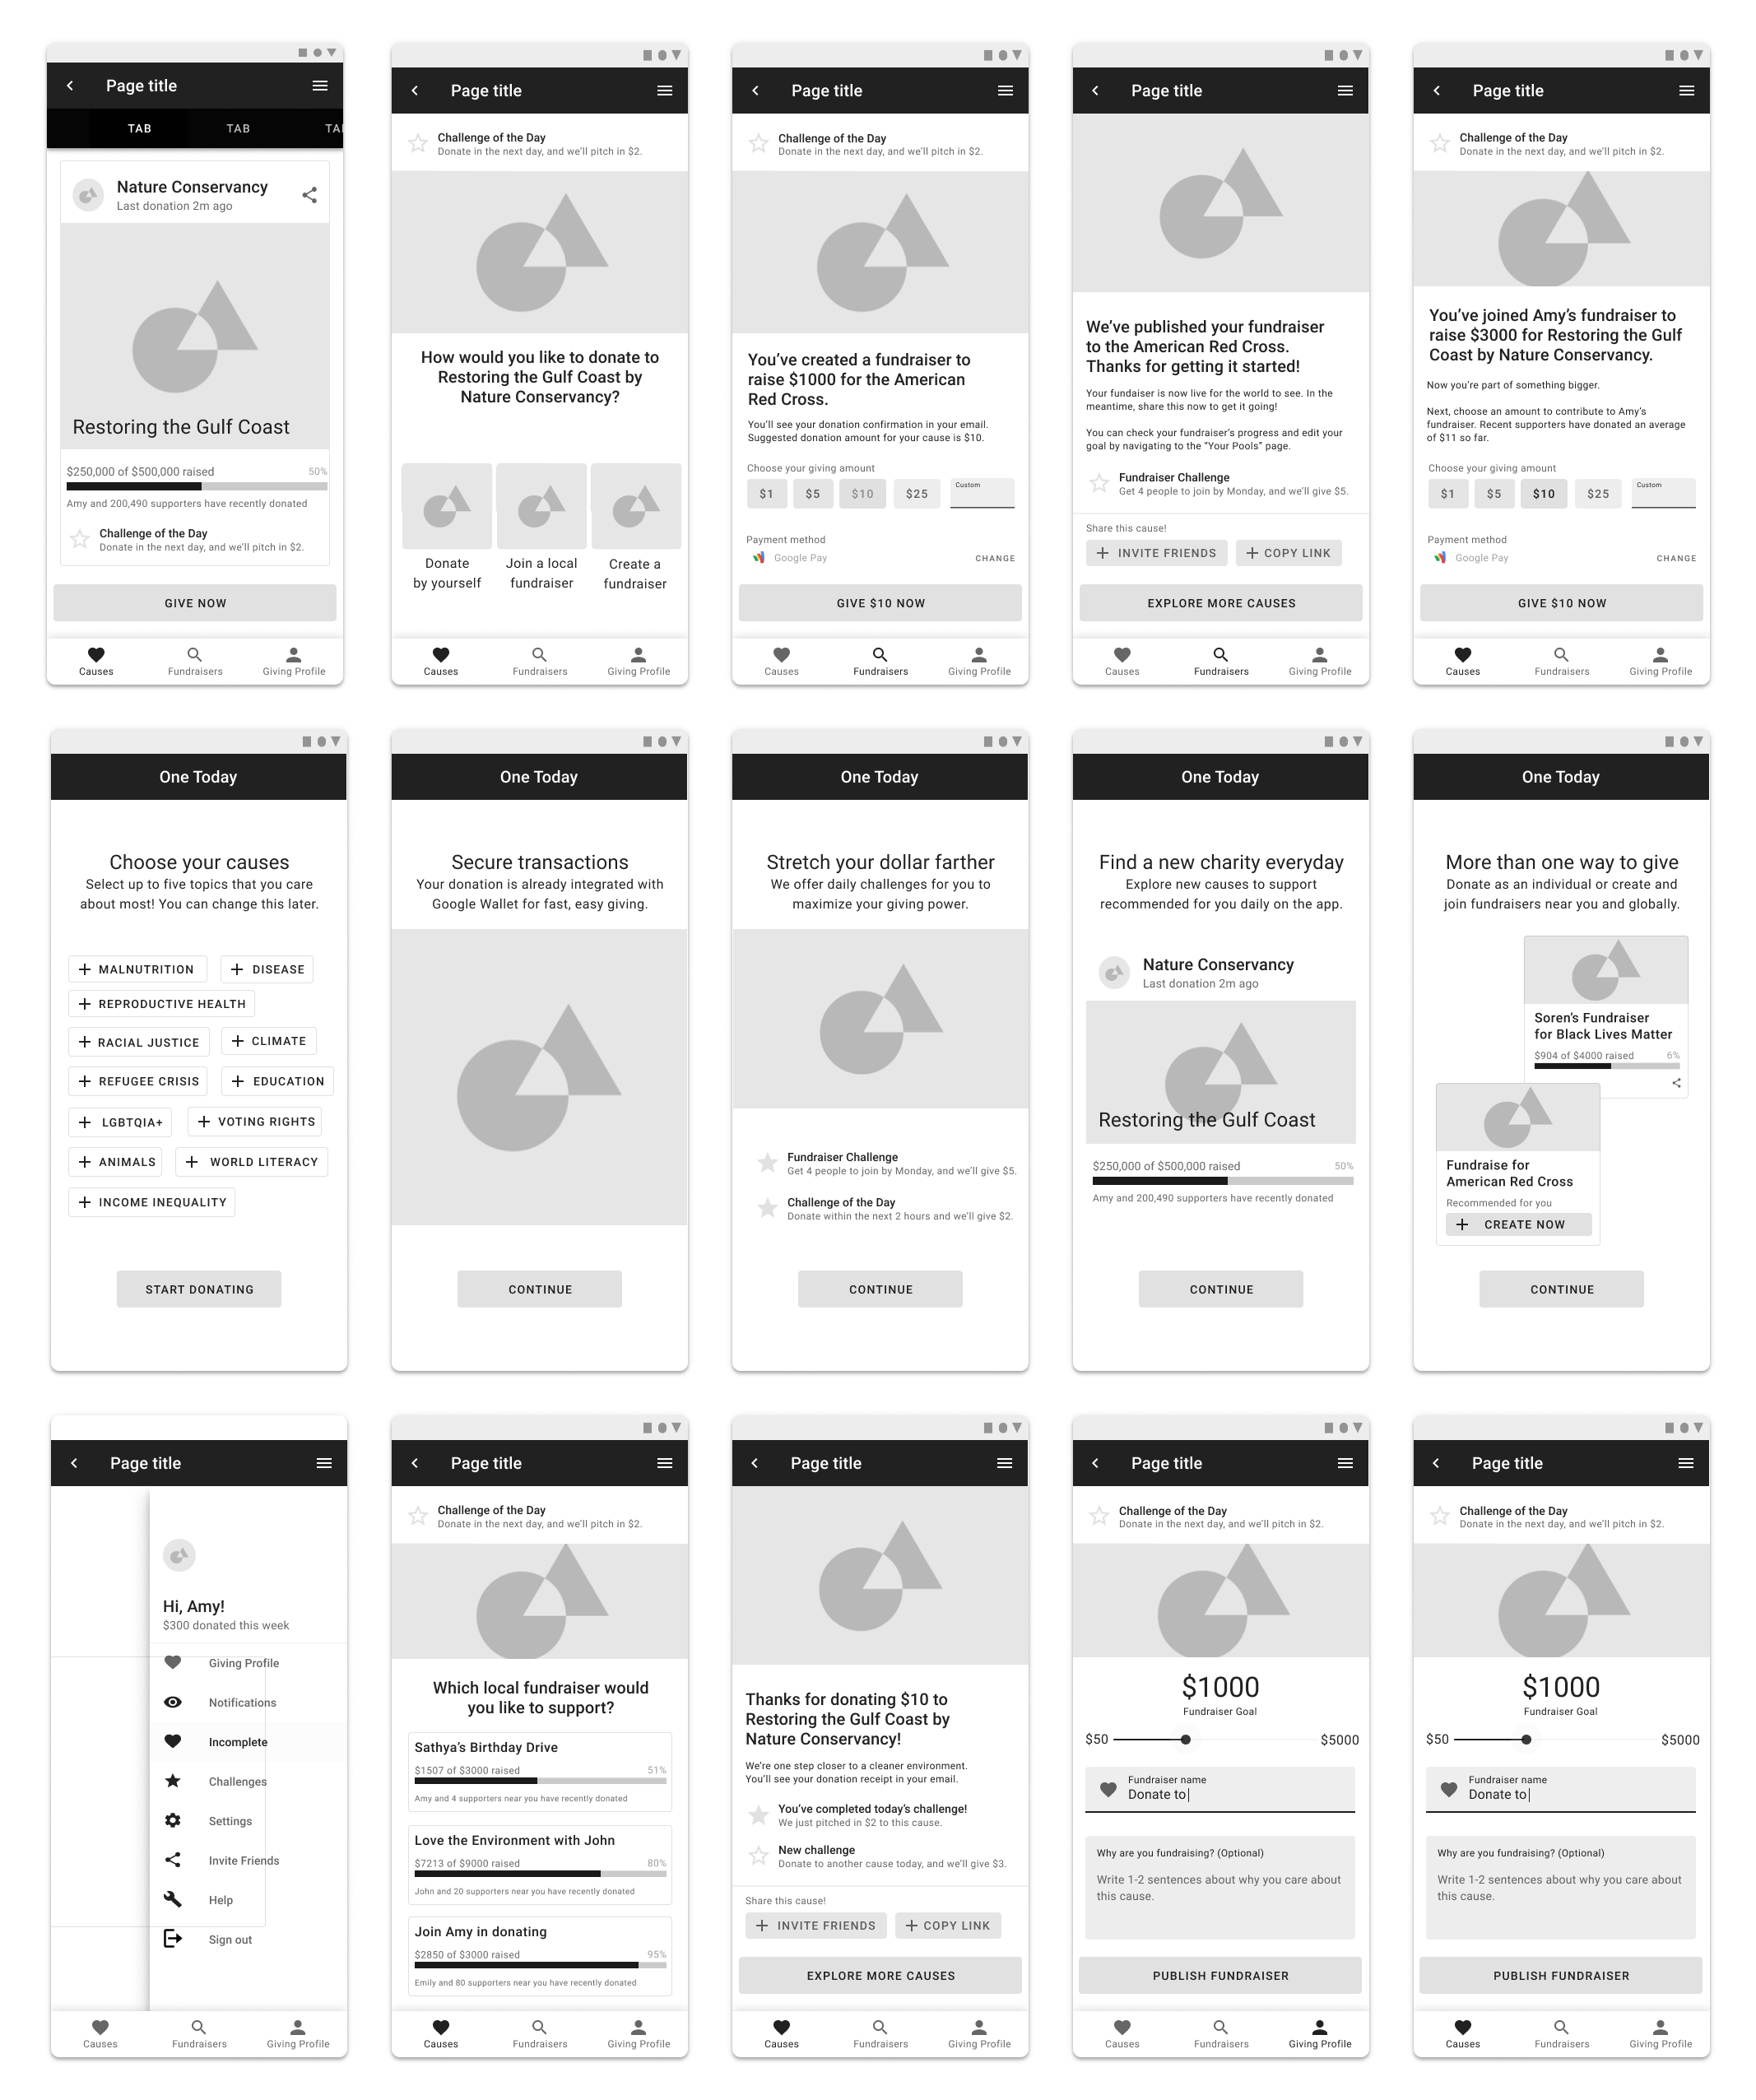 Page title
TAB
TAB
TA
Nature Conservancy
Last donation 2m ago
Restoring the Gulf Coast
$250,000 of $500,000 raised
50%
Amy and 200,490 supporters have recently donated
Challenge of the Day
Donate in the next day, and we'll pitch in $2.
GIVE NOW
Causes
Fundraisers
Giving Profile
Page title
Challenge of the Day
Donate in the next day, and we'll pitch in $2.
How would you like to donate to
Restoring the Gulf Coast by
Nature Conservancy?
Donate
by yourself
Join a local
fundraiser
Create a
fundraiser
Causes
Fundraisers
Giving Profile
Page title
Challenge of the Day
Donate in the next day, and we'll pitch in $2.
You've created a fundraiser to
raise $1000 for the American
Red Cross.
You'll see your donation confirmation in your email.
Suggested donation amount for your cause is $10.
Choose your giving amount
$1
$5
$10
$25
Custom
Payment method
Google Pay
CHANGE
GIVE $10 NOW
Causes
Fundraisers
Giving Profile
Page title
We've published your fundraiser
to the American Red Cross.
Thanks for getting it started!
Your fundaiser is now live for the world to see. In the
meantime, share this now to get it going!
You can check your fundraiser's progress and edit your
goal by navigating to the "Your Pools" page.
Fundraiser Challenge
Get 4 people to join by Monday, and we'll give $5.
Share this cause!
INVITE FRIENDS
COPY LINK
EXPLORE MORE CAUSES
Causes
Fundraisers
Giving Profile
Page title
Challenge of the Day
Donate in the next day, and we'll pitch in $2.
You've joined Amy's fundraiser to
raise $3000 for Restoring the Gulf
Coast by Nature Conservancy.
Now you're part of something bigger.
Next, choose an amount to contribute to Amy's
fundraiser. Recent supporters have donated an average
of $11 so far.
Choose your giving amount
$1
$5
$10
$25
Custom
Payment method
Google Pay
CHANGE
GIVE $10 NOW
Causes
Fundraisers
Giving Profile
One Today
Choose your causes
Select up to five topics that you care
about most! You can change this later.
MALNUTRITION
DISEASE
REPRODUCTIVE HEALTH
RACIAL JUSTICE
CLIMATE
REFUGEE CRISIS
EDUCATION
LGBTQIA+
VOTING RIGHTS
ANIMALS
WORLD LITERACY
INCOME INEQUALITY
START DONATING
One Today
Secure transactions
Your donation is already integrated with
Google Wallet for fast, easy giving.
CONTINUE
One Today
Stretch your dollar farther
We offer daily challenges for you to
maximize your giving power.
Fundraiser Challenge
Get 4 people to join by Monday, and we'll give $5.
Challenge of the Day
Donate within the next 2 hours and we'll give $2.
CONTINUE
One Today
Find a new charity everyday
Explore new causes to support
recommended for you daily on the app.
Nature Conservancy
Last donation 2m ago
Restoring the Gulf Coast
$250,000 of $500,000 raised
50%
Amy and 200,490 supporters have recently donated
CONTINUE
One Today
More than one way to give
Donate as an individual or create and
join fundraisers near you and globally.
Soren's Fundraiser
for Black Lives Matter
$904 of $4000 raised
6%
Fundraise for
American Red Cross
Recommended for you
CREATE NOW
CONTINUE
Page title
Hi, Amy!
$300 donated this week
Giving Profile
Notifications
Incomplete
Challenges
Settings
Invite Friends
Help
Sign out
Causes
Fundraisers
Giving Profile
Page title
Challenge of the Day
Donate in the next day, and we'll pitch in $2.
Which local fundraiser would
you like to support?
Sathya's Birthday Drive
$1507 of $3000 raised
51%
Amy and 4 supporters near you have recently donated
Love the Environment with John
$7213 of $9000 raised
80%
John and 20 supporters near you have recently donated
Join Amy in donating
$2850 of $3000 raised
95%
Emily and 80 supporters near you have recently donated
Causes
Fundraisers
Giving Profile
Page title
Thanks for donating $10 to
Restoring the Gulf Coast by
Nature Conservancy!
We're one step closer to a cleaner environment.
You'll see your donation receipt in your email.
You've completed today's challenge!
We just pitched in $2 to this cause.
New challenge
Donate to another cause today, and we'll give $3.
Share this cause!
INVITE FRIENDS
COPY LINK
EXPLORE MORE CAUSES
Causes
Fundraisers
Giving Profile
Page title
Challenge of the Day
Donate in the next day, and we'll pitch in $2.
$1000
Fundraiser Goal
$50
$5000
Fundraiser name
Donate to
Why are you fundraising? (Optional)
Write 1-2 sentences about why you care about
this cause.
PUBLISH FUNDRAISER
Causes
Fundraisers
Giving Profile
Page title
Challenge of the Day
Donate in the next day, and we'll pitch in $2.
$1000
Fundraiser Goal
$50
$5000
Fundraiser name
Donate to
Why are you fundraising? (Optional)
Write 1-2 sentences about why you care about
this cause.
PUBLISH FUNDRAISER
Causes
Fundraisers
Giving Profile